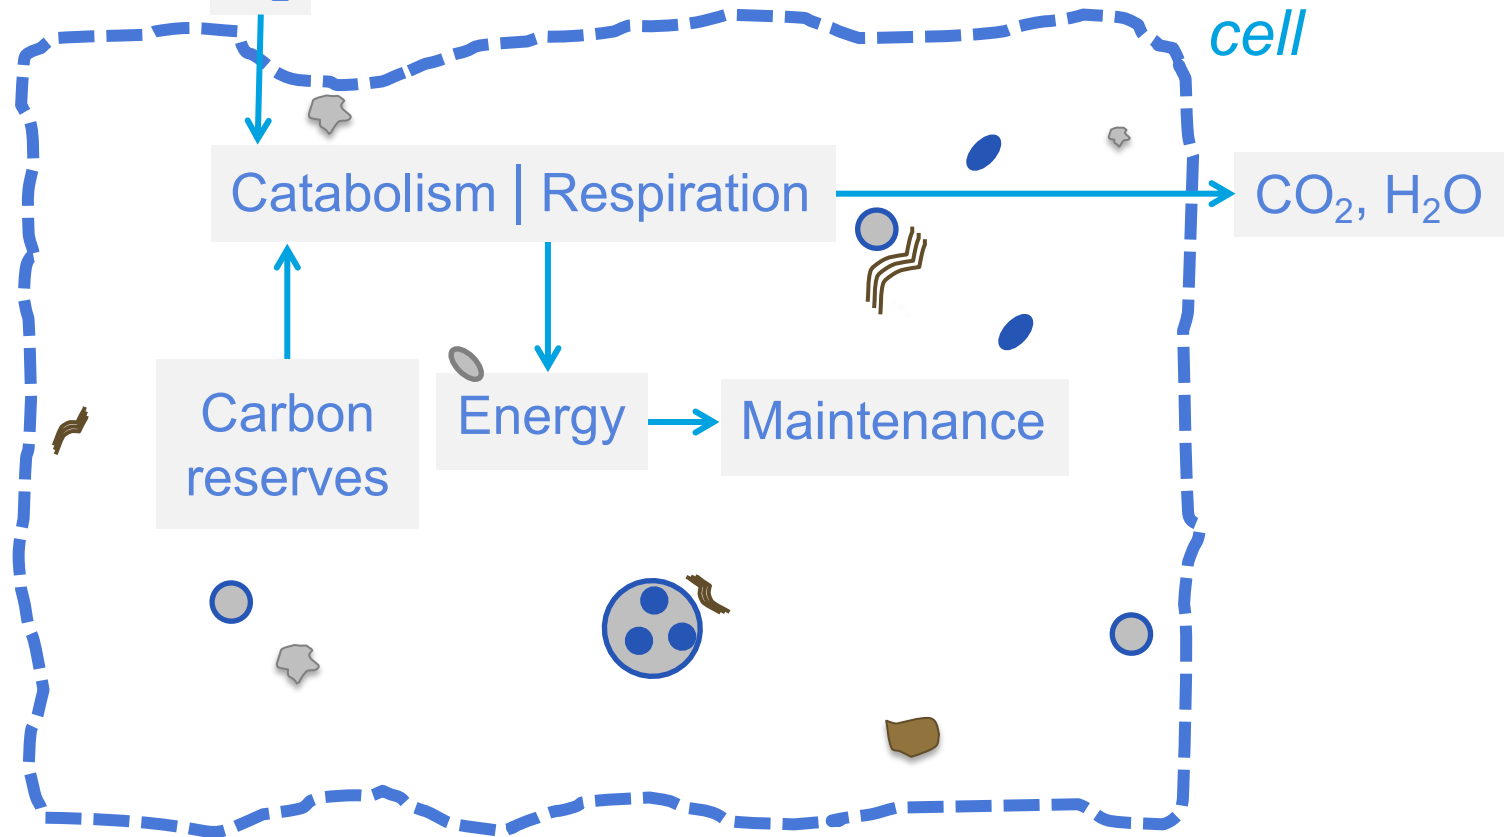 cell
Catabolism | Respiration
CO₂, H₂O
Carbon
reserves
Energy
Maintenance